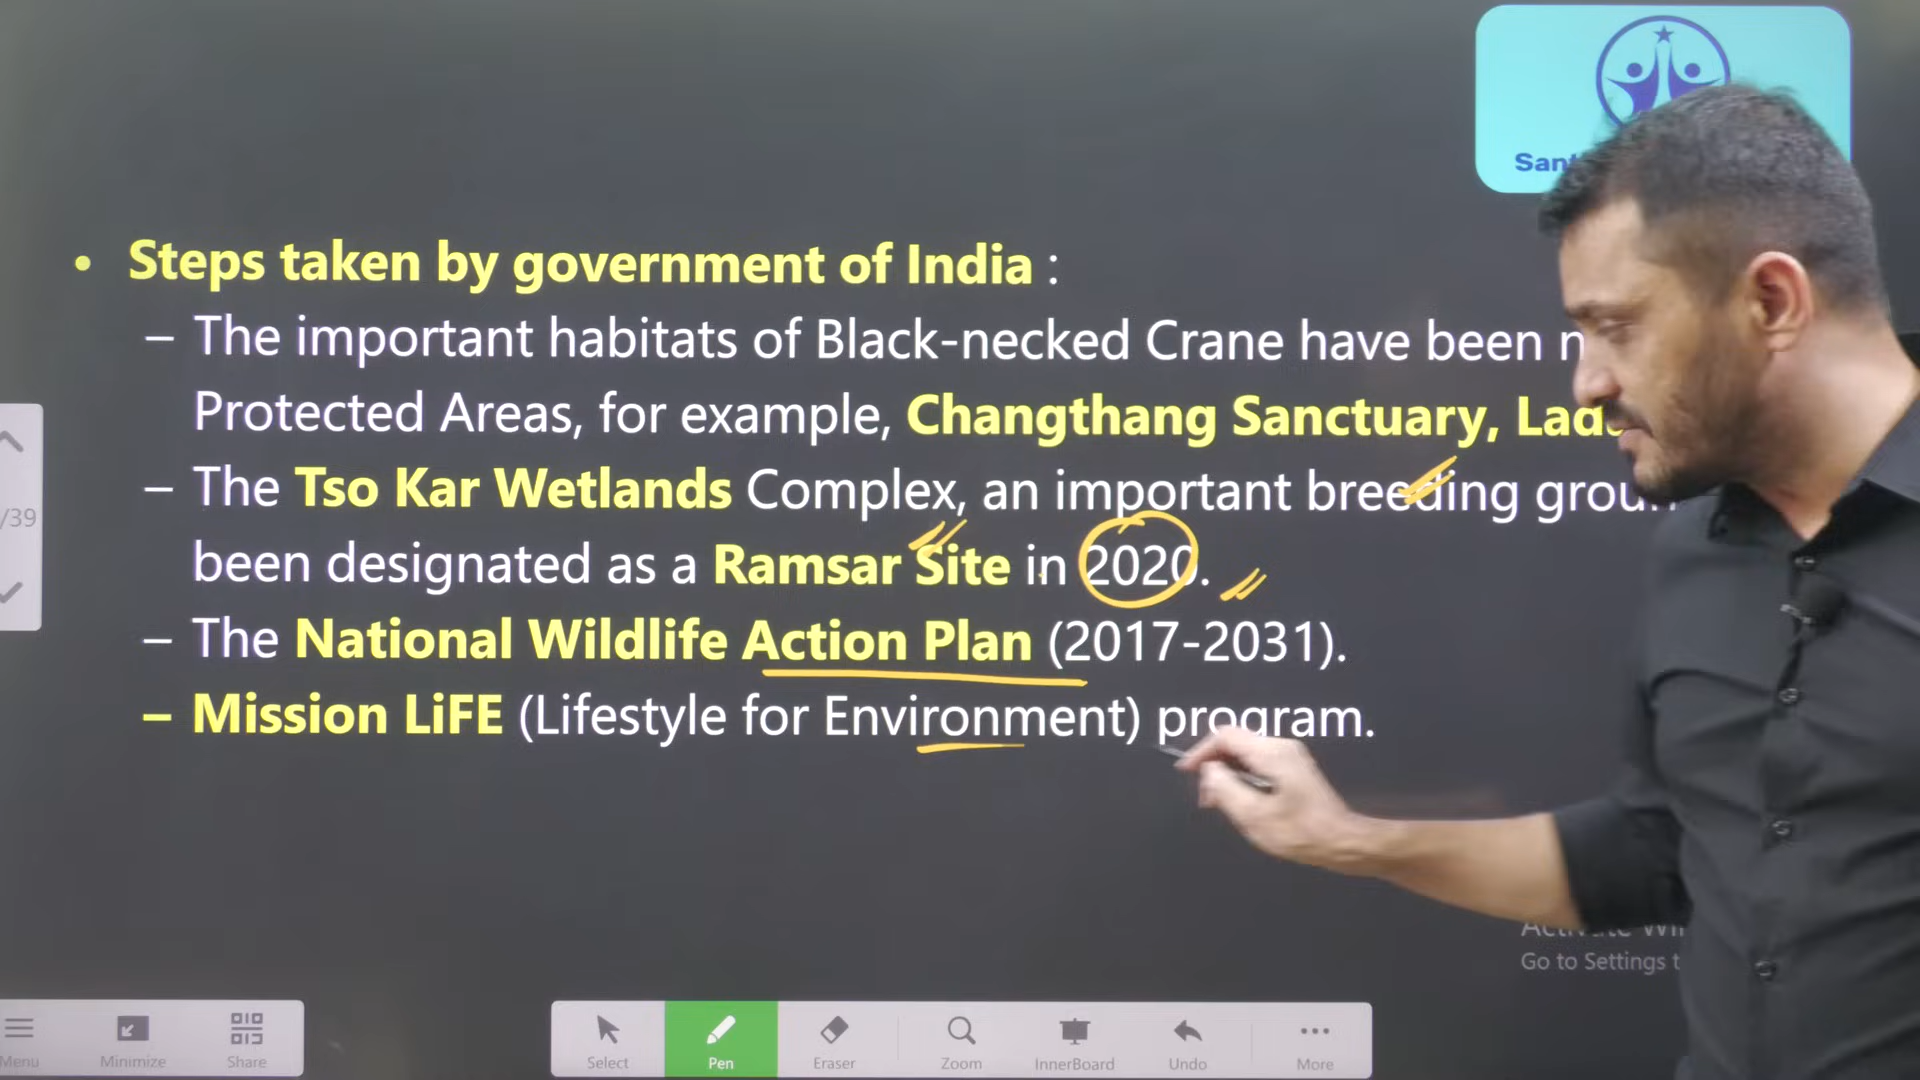 Sant
• Steps taken by government of India :
– The important habitats of Black-necked Crane have been
Protected Areas, for example, Changthang Sanctuary,
– The Tso Kar Wetlands Complex, an important breeding
been designated as a Ramsar Site in 2020.
– The National Wildlife Action Plan (2017-2031).
– Mission LiFE (Lifestyle for Environment) program.
/39
Go to Settings
Menu Minimize Share Select Pen Eraser Zoom InnerBoard Undo More